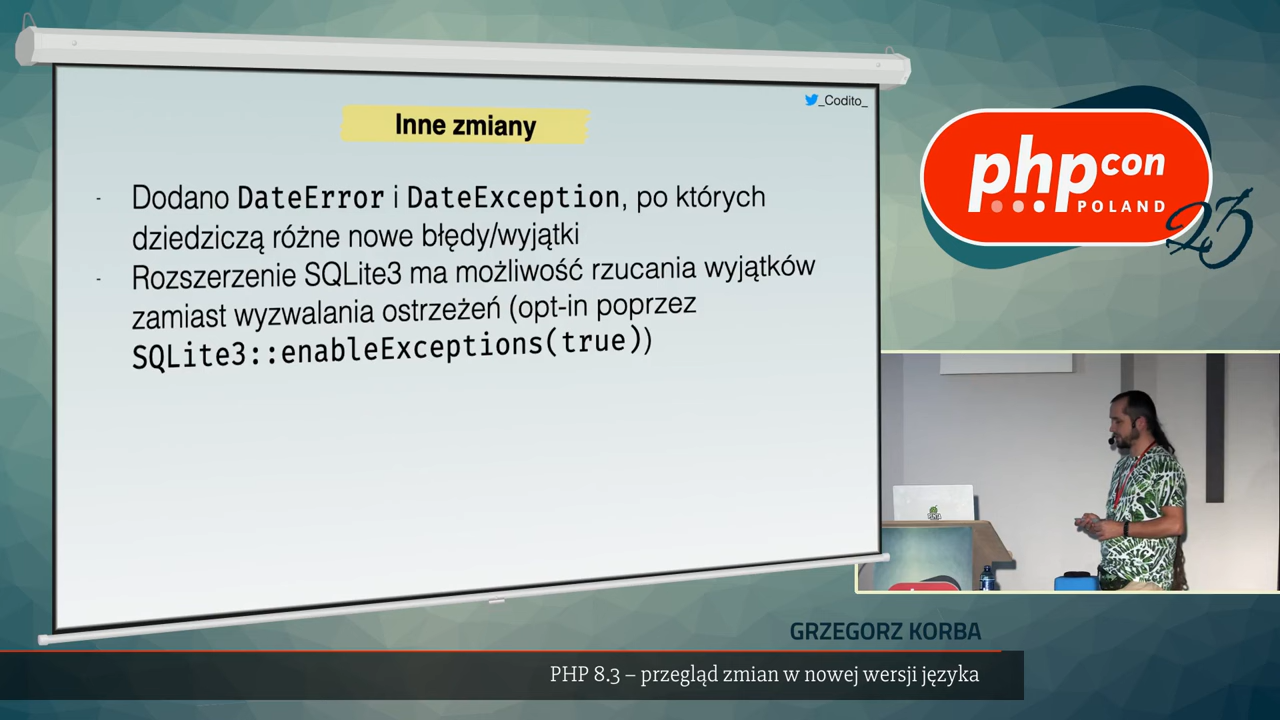 _Codito_
Inne zmiany
- Dodano DateError i DateException, po których
dziedziczą różne nowe błędy/wyjątki
- Rozszerzenie SQLite3 ma możliwość rzucania wyjątków
zamiast wyzwalania ostrzeżeń (opt-in poprzez
SQLite3::enableExceptions(true))
phpcon
POLAND
23
GRZEGORZ KORBA
PHP 8.3 – przegląd zmian w nowej wersji języka